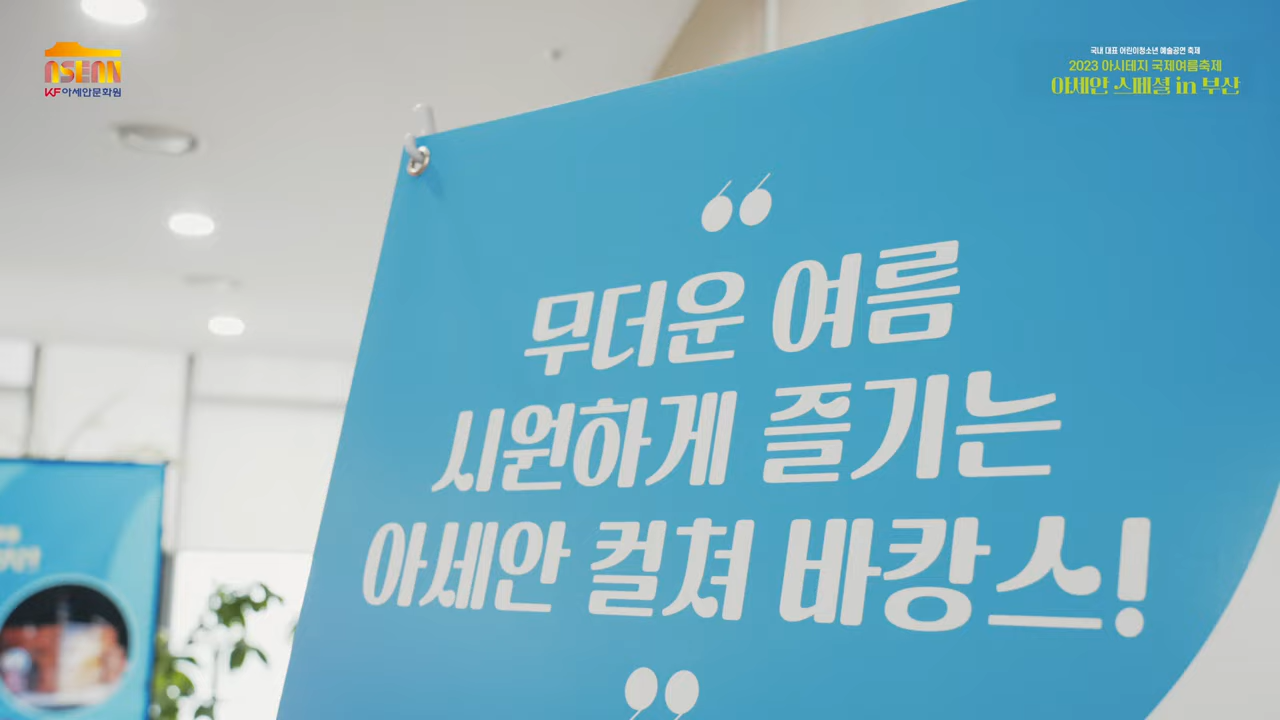 ASEAN
KF아세안문화원
국내 대표 어린이청소년 예술공연 축제
2023 아시테지 국제여름축제
아세안 스페셜 in 부산
“
무더운 여름
시원하게 즐기는
아세안 컬쳐 바캉스!
”